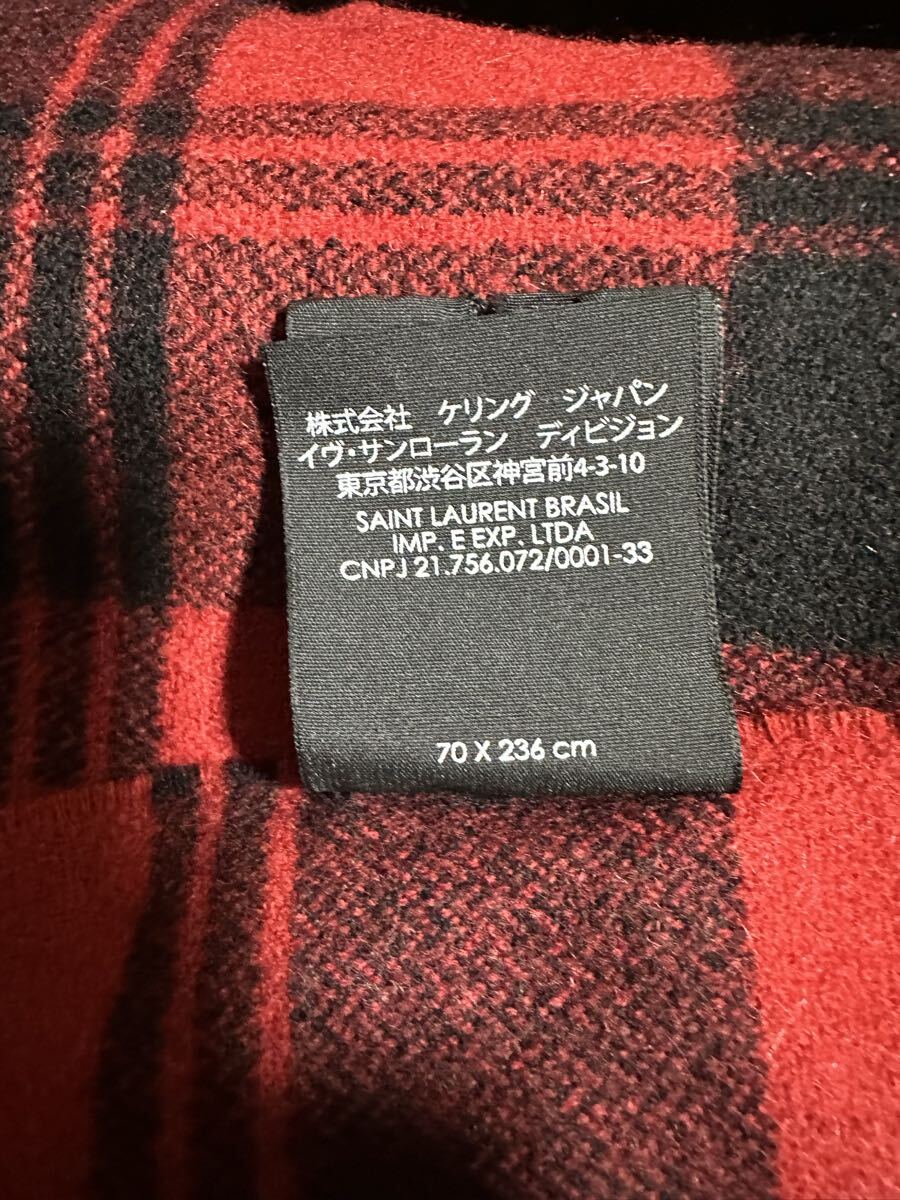 株式会社　ケリング　ジャパン
イヴ・サンローラン　ディビジョン
東京都渋谷区神宮前4-3-10
SAINT LAURENT BRASIL
IMP. E EXP. LTDA
CNPJ 21.756.072/0001-33
70 X 236 cm